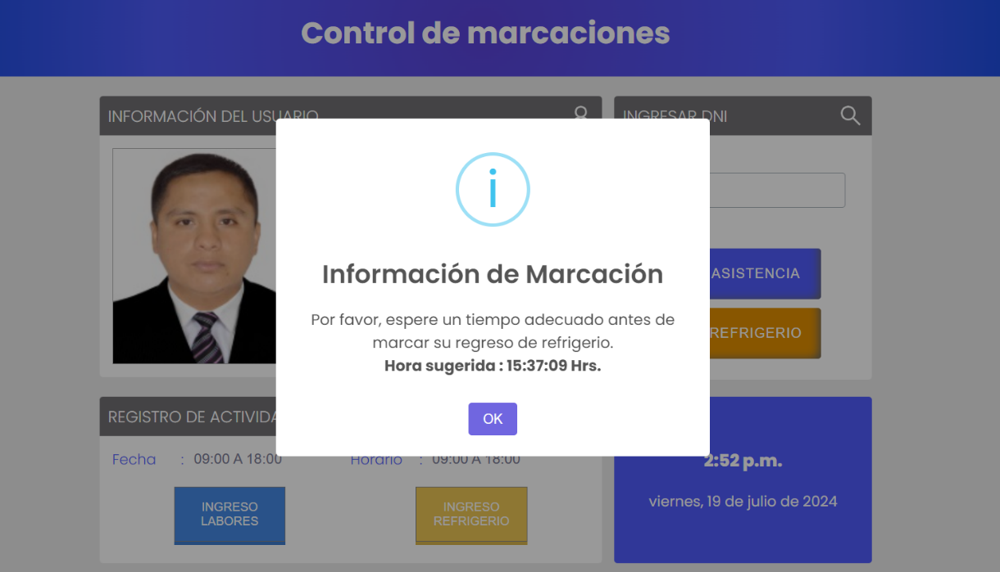 Control de marcaciones
INFORMACIÓN DEL USUARIO
INGRESAR DNI
Información de Marcación
Por favor, espere un tiempo adecuado antes de
marcar su regreso de refrigerio.
Hora sugerida : 15:37:09 Hrs.
OK
ASISTENCIA
REFRIGERIO
REGISTRO DE ACTIVIDA
Fecha : 09:00 A 18:00
Horario : 09:00 A 18:00
INGRESO
LABORES
INGRESO
REFRIGERIO
2:52 p.m.
viernes, 19 de julio de 2024